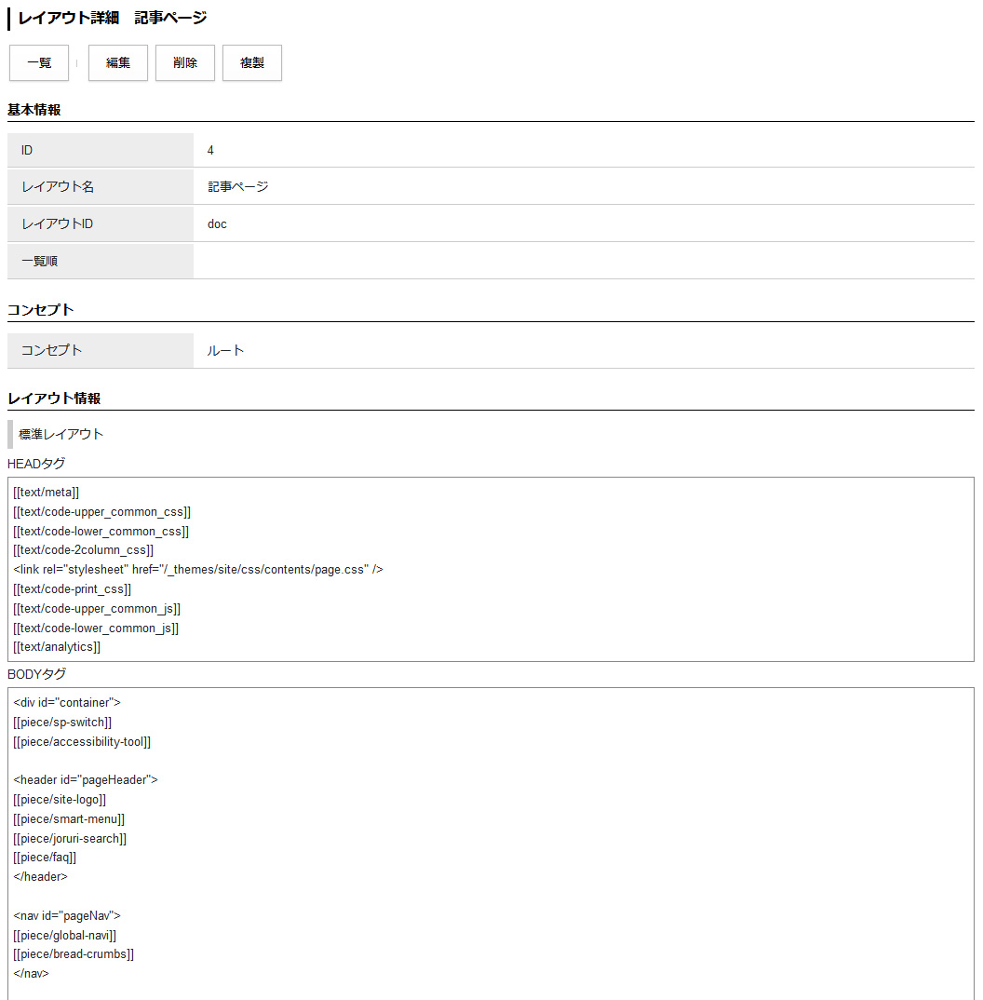 レイアウト詳細　記事ページ
一覧 編集 削除 複製
基本情報
ID 4
レイアウト名 記事ページ
レイアウトID doc
一覧順
コンセプト
コンセプト ルート
レイアウト情報
標準レイアウト
HEADタグ
[[text/meta]]
[[text/code-upper_common_css]]
[[text/code-lower_common_css]]
[[text/code-2column_css]]
<link rel="stylesheet" href="/_themes/site/css/contents/page.css" />
[[text/code-print_css]]
[[text/code-upper_common_js]]
[[text/code-lower_common_js]]
[[text/analytics]]
BODYタグ
<div id="container">
[[piece/sp-switch]]
[[piece/accessibility-tool]]
<header id="pageHeader">
[[piece/site-logo]]
[[piece/smart-menu]]
[[piece/joruri-search]]
[[piece/faq]]
</header>
<nav id="pageNav">
[[piece/global-navi]]
[[piece/bread-crumbs]]
</nav>